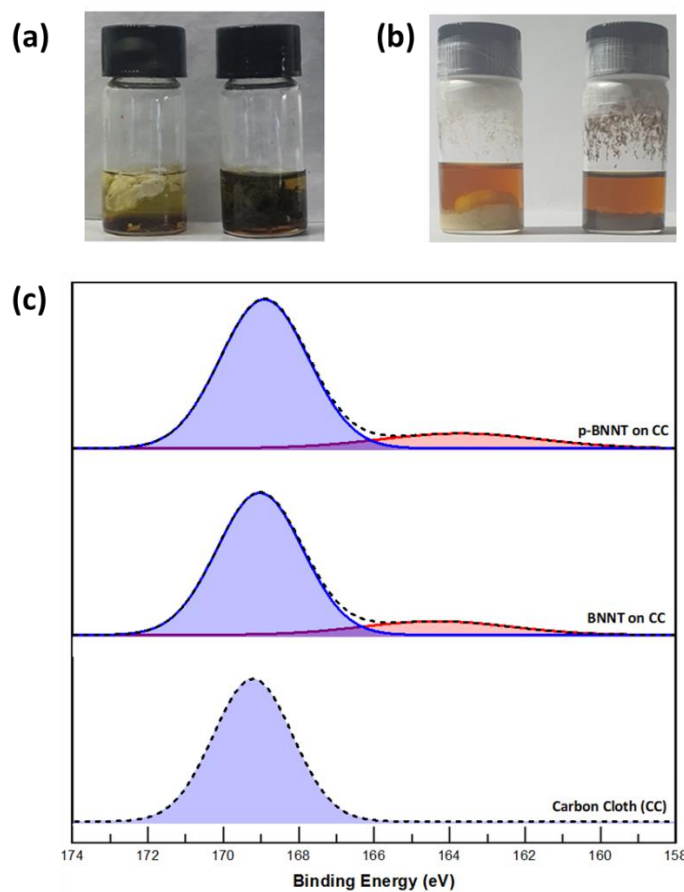 (a)
(b)
(c)
p-BNNT on CC
BNNT on CC
Carbon Cloth (CC)
174 172 170 168 166 164 162 160 158
Binding Energy (eV)